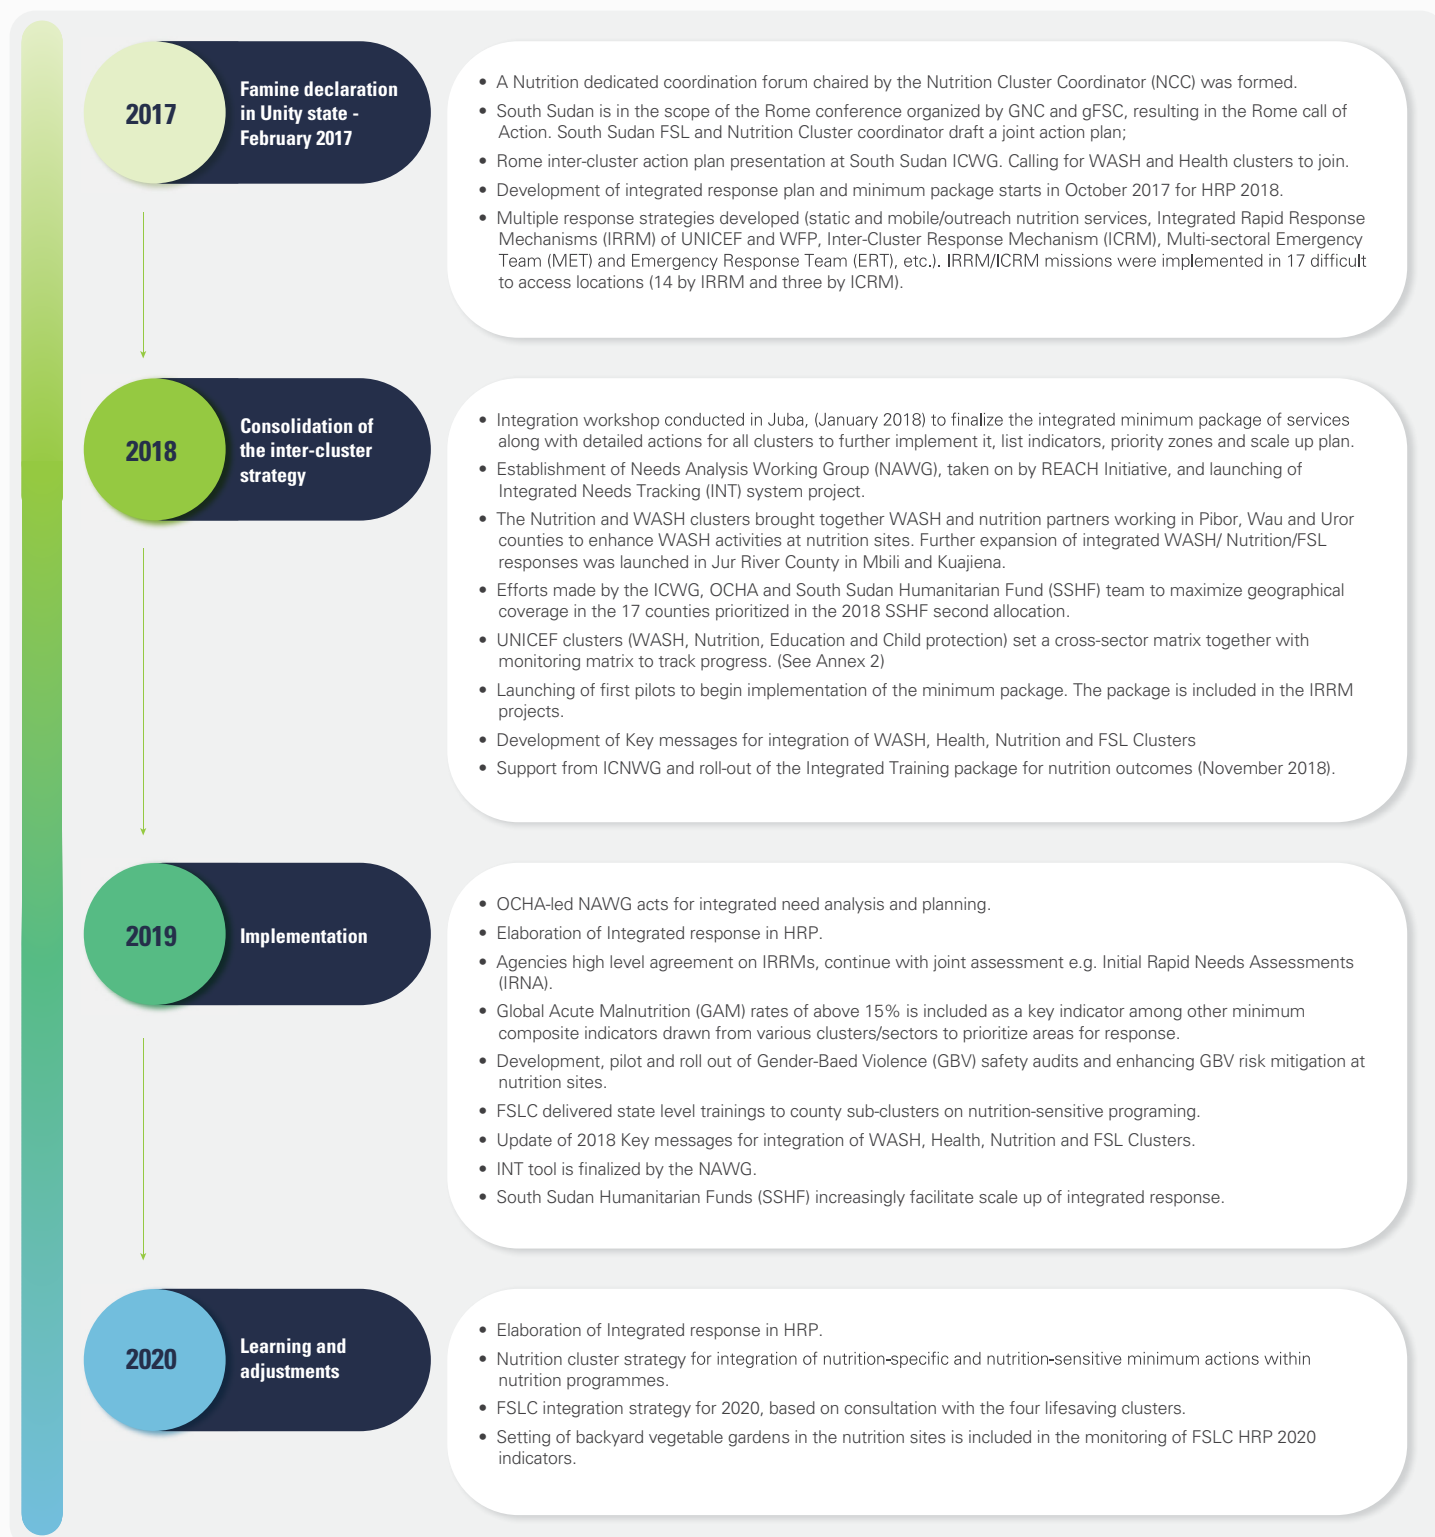 2017
Famine declaration
in Unity state -
February 2017
• A Nutrition dedicated coordination forum chaired by the Nutrition Cluster Coordinator (NCC) was formed.
• South Sudan is in the scope of the Rome conference organized by GNC and gFSC, resulting in the Rome call of
Action. South Sudan FSL and Nutrition Cluster coordinator draft a joint action plan;
• Rome inter-cluster action plan presentation at South Sudan ICWG. Calling for WASH and Health clusters to join.
• Development of integrated response plan and minimum package starts in October 2017 for HRP 2018.
• Multiple response strategies developed (static and mobile/outreach nutrition services, Integrated Rapid Response
Mechanisms (IRRM) of UNICEF and WFP, Inter-Cluster Response Mechanism (ICRM), Multi-sectoral Emergency
Team (MET) and Emergency Response Team (ERT), etc.). IRRM/ICRM missions were implemented in 17 difficult
to access locations (14 by IRRM and three by ICRM).
2018
Consolidation of
the inter-cluster
strategy
• Integration workshop conducted in Juba, (January 2018) to finalize the integrated minimum package of services
along with detailed actions for all clusters to further implement it, list indicators, priority zones and scale up plan.
• Establishment of Needs Analysis Working Group (NAWG), taken on by REACH Initiative, and launching of
Integrated Needs Tracking (INT) system project.
• The Nutrition and WASH clusters brought together WASH and nutrition partners working in Pibor, Wau and Uror
counties to enhance WASH activities at nutrition sites. Further expansion of integrated WASH/ Nutrition/FSL
responses was launched in Jur River County in Mbili and Kuajiena.
• Efforts made by the ICWG, OCHA and South Sudan Humanitarian Fund (SSHF) team to maximize geographical
coverage in the 17 counties prioritized in the 2018 SSHF second allocation.
• UNICEF clusters (WASH, Nutrition, Education and Child protection) set a cross-sector matrix together with
monitoring matrix to track progress. (See Annex 2)
• Launching of first pilots to begin implementation of the minimum package. The package is included in the IRRM
projects.
• Development of Key messages for integration of WASH, Health, Nutrition and FSL Clusters
• Support from ICNWG and roll-out of the Integrated Training package for nutrition outcomes (November 2018).
2019
Implementation
• OCHA-led NAWG acts for integrated need analysis and planning.
• Elaboration of Integrated response in HRP.
• Agencies high level agreement on IRRMs, continue with joint assessment e.g. Initial Rapid Needs Assessments
(IRNA).
• Global Acute Malnutrition (GAM) rates of above 15% is included as a key indicator among other minimum
composite indicators drawn from various clusters/sectors to prioritize areas for response.
• Development, pilot and roll out of Gender-Baed Violence (GBV) safety audits and enhancing GBV risk mitigation at
nutrition sites.
• FSLC delivered state level trainings to county sub-clusters on nutrition-sensitive programing.
• Update of 2018 Key messages for integration of WASH, Health, Nutrition and FSL Clusters.
• INT tool is finalized by the NAWG.
• South Sudan Humanitarian Funds (SSHF) increasingly facilitate scale up of integrated response.
2020
Learning and
adjustments
• Elaboration of Integrated response in HRP.
• Nutrition cluster strategy for integration of nutrition-specific and nutrition-sensitive minimum actions within
nutrition programmes.
• FSLC integration strategy for 2020, based on consultation with the four lifesaving clusters.
• Setting of backyard vegetable gardens in the nutrition sites is included in the monitoring of FSLC HRP 2020
indicators.